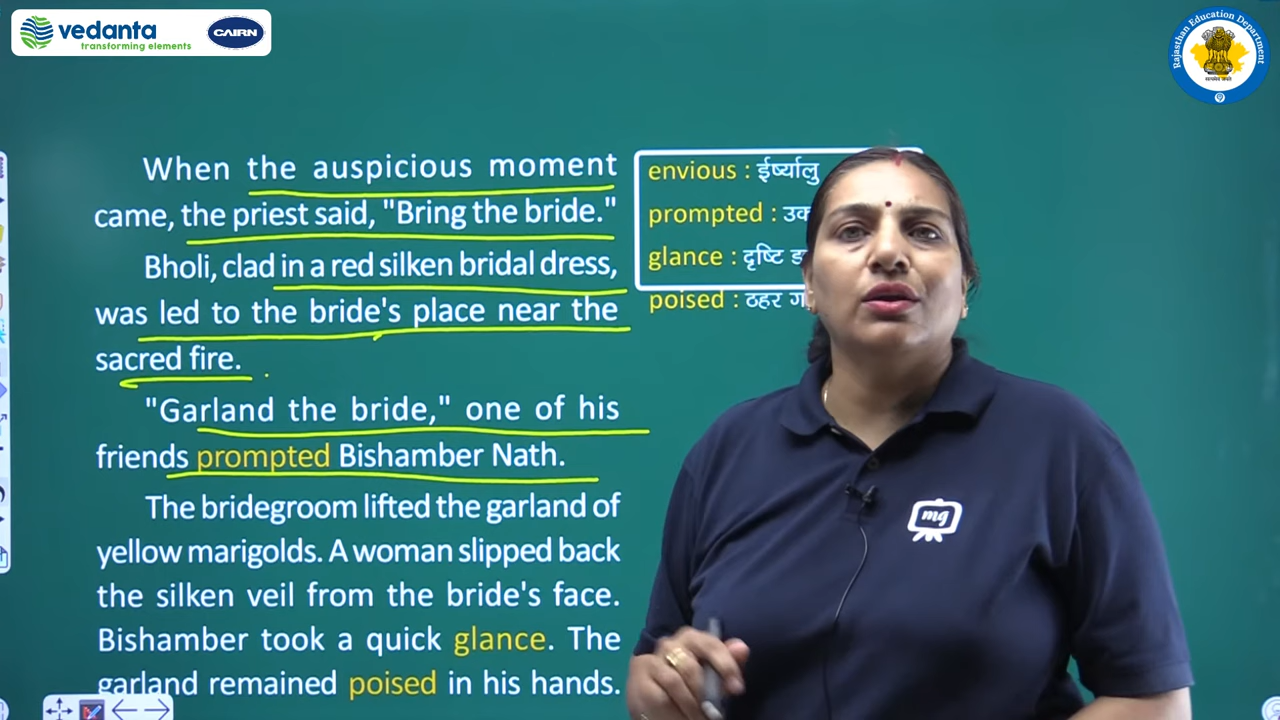 vedanta
transforming elements
CAIRN
Rajasthan Education Department
When the auspicious moment
came, the priest said, "Bring the bride."
Bholi, clad in a red silken bridal dress,
was led to the bride's place near the
sacred fire.
"Garland the bride," one of his
friends prompted Bishamber Nath.
The bridegroom lifted the garland of
yellow marigolds. A woman slipped back
the silken veil from the bride's face.
Bishamber took a quick glance. The
garland remained poised in his hands.
envious : ईर्ष्यालु
prompted :
glance : दृष्टि
poised : ठहर
mg